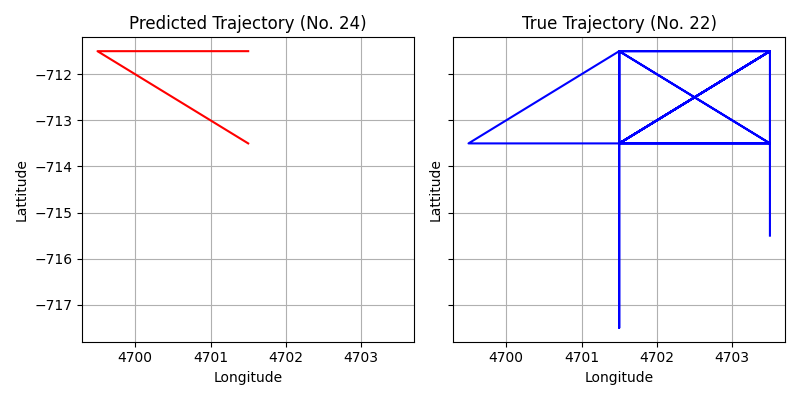 Predicted Trajectory (No. 24)
True Trajectory (No. 22)
−712
−713
−714
−715
−716
−717
Lattitude
Lattitude
4700 4701 4702 4703
4700 4701 4702 4703
Longitude
Longitude